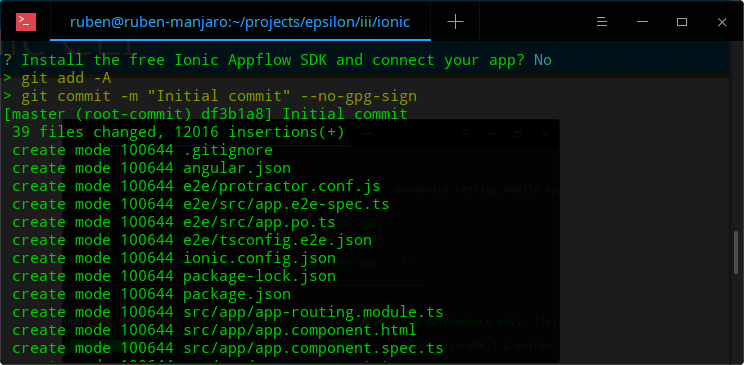 ruben@ruben-manjaro:~/projects/epsilon/iii/ionic
? Install the free Ionic Appflow SDK and connect your app? No
> git add -A
> git commit -m "Initial commit" --no-gpg-sign
[master (root-commit) df3b1a8] Initial commit
39 files changed, 12016 insertions(+)
create mode 100644 .gitignore
create mode 100644 angular.json
create mode 100644 e2e/protractor.conf.js
create mode 100644 e2e/src/app.e2e-spec.ts
create mode 100644 e2e/src/app.po.ts
create mode 100644 e2e/tsconfig.e2e.json
create mode 100644 ionic.config.json
create mode 100644 package-lock.json
create mode 100644 package.json
create mode 100644 src/app/app-routing.module.ts
create mode 100644 src/app/app.component.html
create mode 100644 src/app/app.component.spec.ts